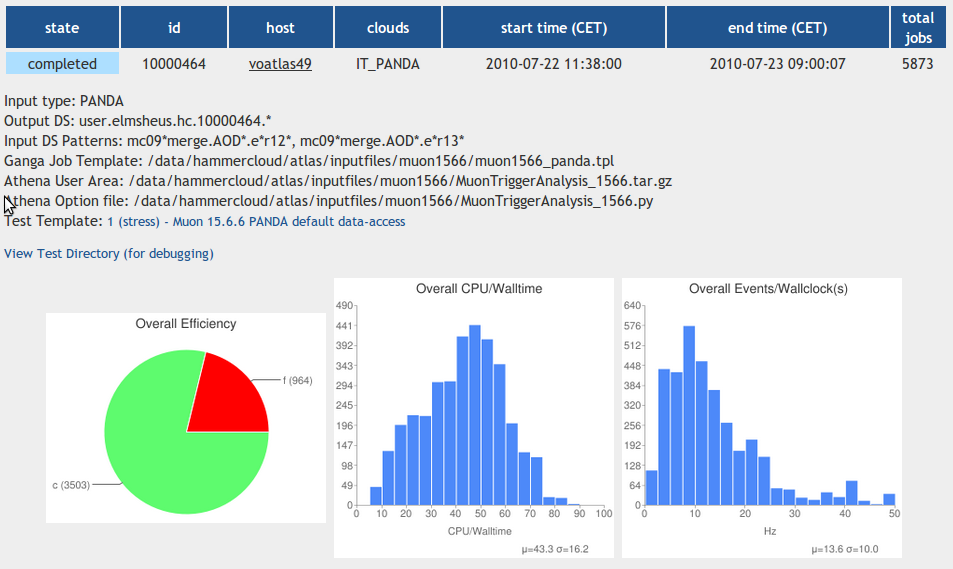 state id host clouds start time (CET) end time (CET) total jobs
completed 10000464 voatlas49 IT_PANDA 2010-07-22 11:38:00 2010-07-23 09:00:07 5873
Input type: PANDA
Output DS: user.elmsheus.hc.10000464.*
Input DS Patterns: mc09*merge.AOD*.e*r12*, mc09*merge.AOD*.e*r13*
Ganga Job Template: /data/hammercloud/atlas/inputfiles/muon1566/muon1566_panda.tpl
Athena User Area: /data/hammercloud/atlas/inputfiles/muon1566/MuonTriggerAnalysis_1566.tar.gz
Athena Option file: /data/hammercloud/atlas/inputfiles/muon1566/MuonTriggerAnalysis_1566.py
Test Template: 1 (stress) - Muon 15.6.6 PANDA default data-access
View Test Directory (for debugging)
Overall Efficiency
f (964)
c (3503)
Overall CPU/Walltime
490
441
392
343
294
245
196
147
98
49
0
0 10 20 30 40 50 60 70 80 90 100
CPU/Walltime
μ=43.3 σ=16.2
Overall Events/Wallclock(s)
640
576
512
448
384
320
256
192
128
64
0
0 10 20 30 40 50
Hz
μ=13.6 σ=10.0